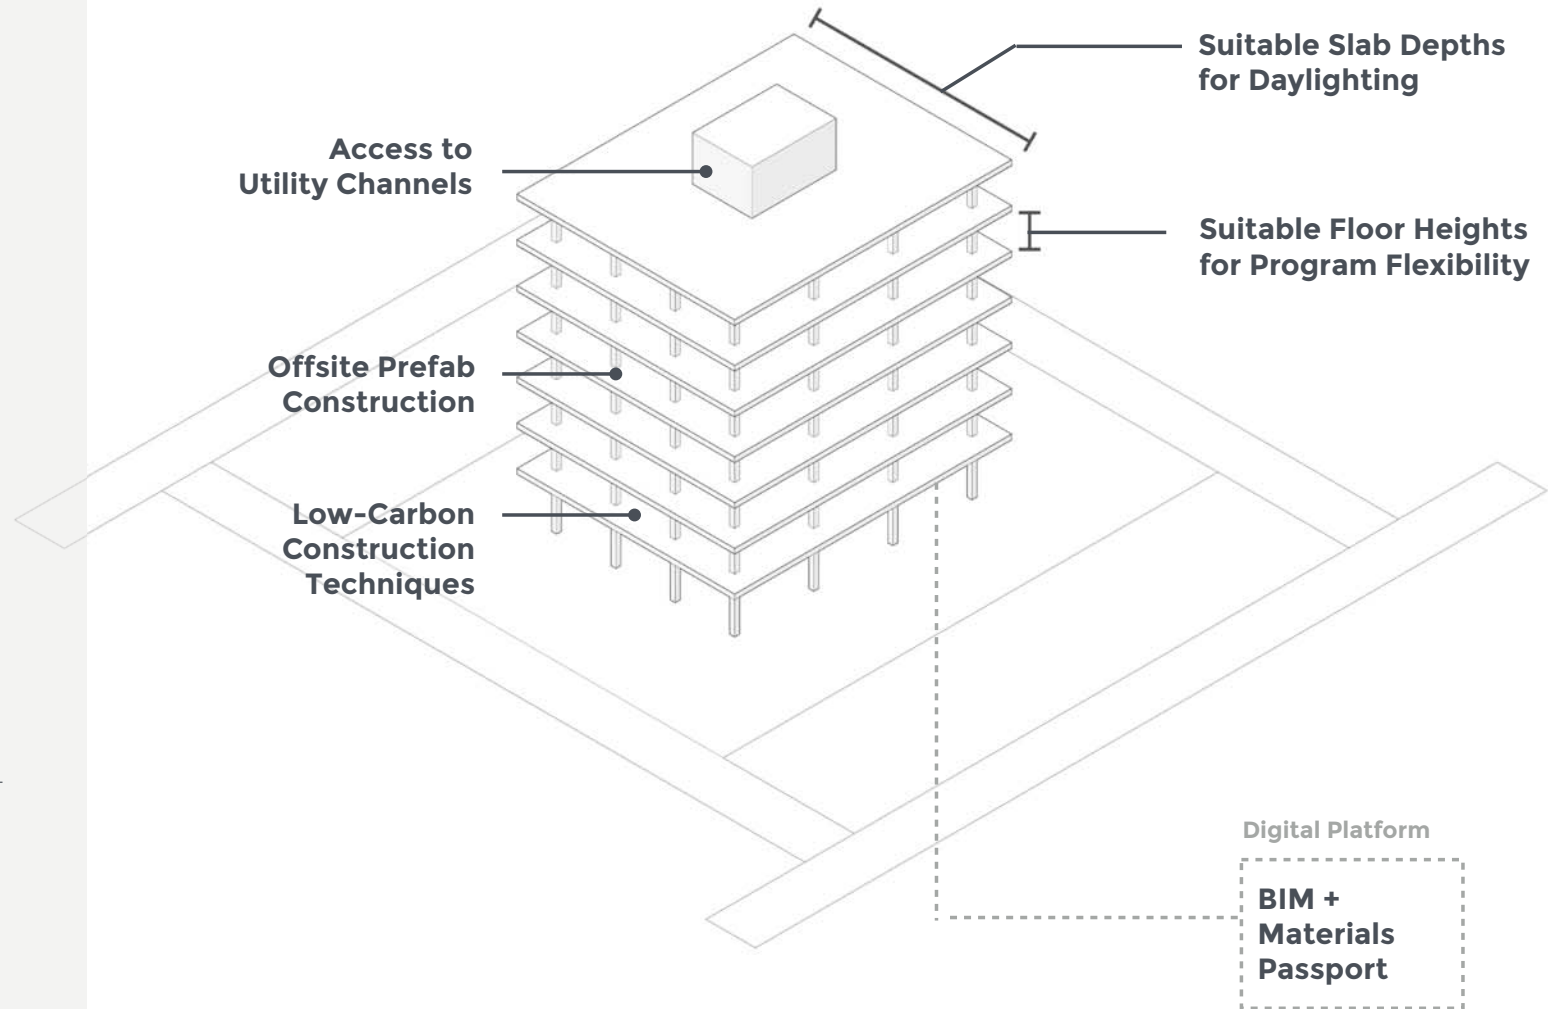 Suitable Slab Depths
for Daylighting
Access to
Utility Channels
Suitable Floor Heights
for Program Flexibility
Offsite Prefab
Construction
Low-Carbon
Construction
Techniques
Digital Platform
BIM +
Materials
Passport